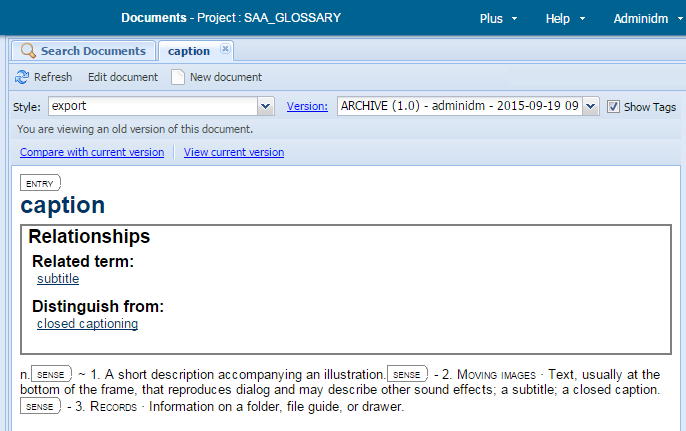 Documents - Project : SAA_GLOSSARY Plus Help Adminidm
Search Documents caption
Refresh Edit document New document
Style: export Version: ARCHIVE (1.0) - adminidm - 2015-09-19 09 Show Tags
You are viewing an old version of this document.
Compare with current version View current version
ENTRY
caption
Relationships
Related term:
subtitle
Distinguish from:
closed captioning
n. SENSE ~ 1. A short description accompanying an illustration. SENSE - 2. MOVING IMAGES · Text, usually at the
bottom of the frame, that reproduces dialog and may describe other sound effects; a subtitle; a closed caption.
SENSE - 3. RECORDS · Information on a folder, file guide, or drawer.